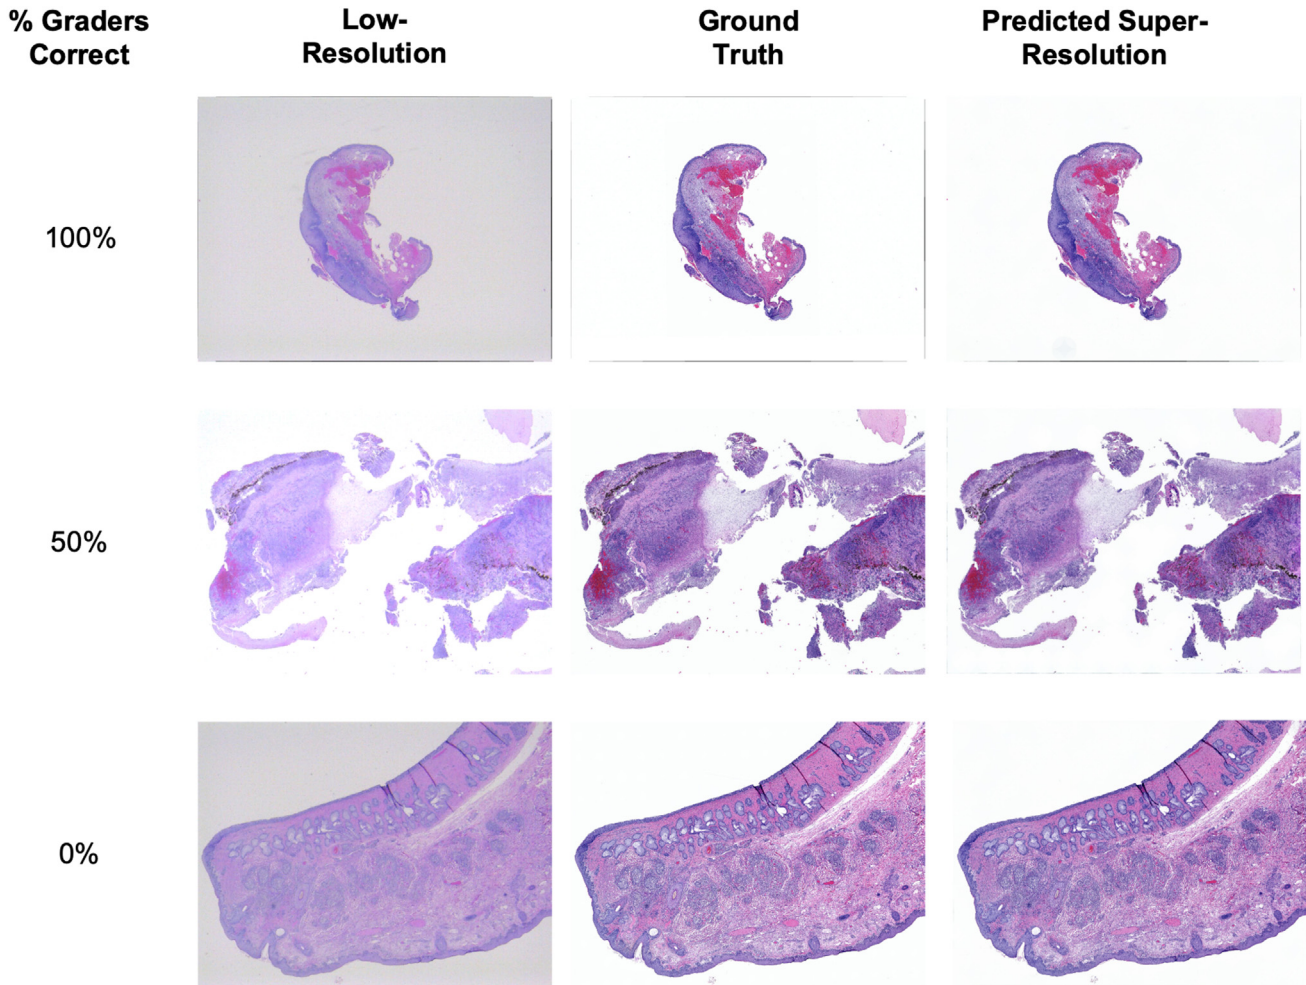 % Graders
Correct
Low-
Resolution
Ground
Truth
Predicted Super-
Resolution
100%
50%
0%